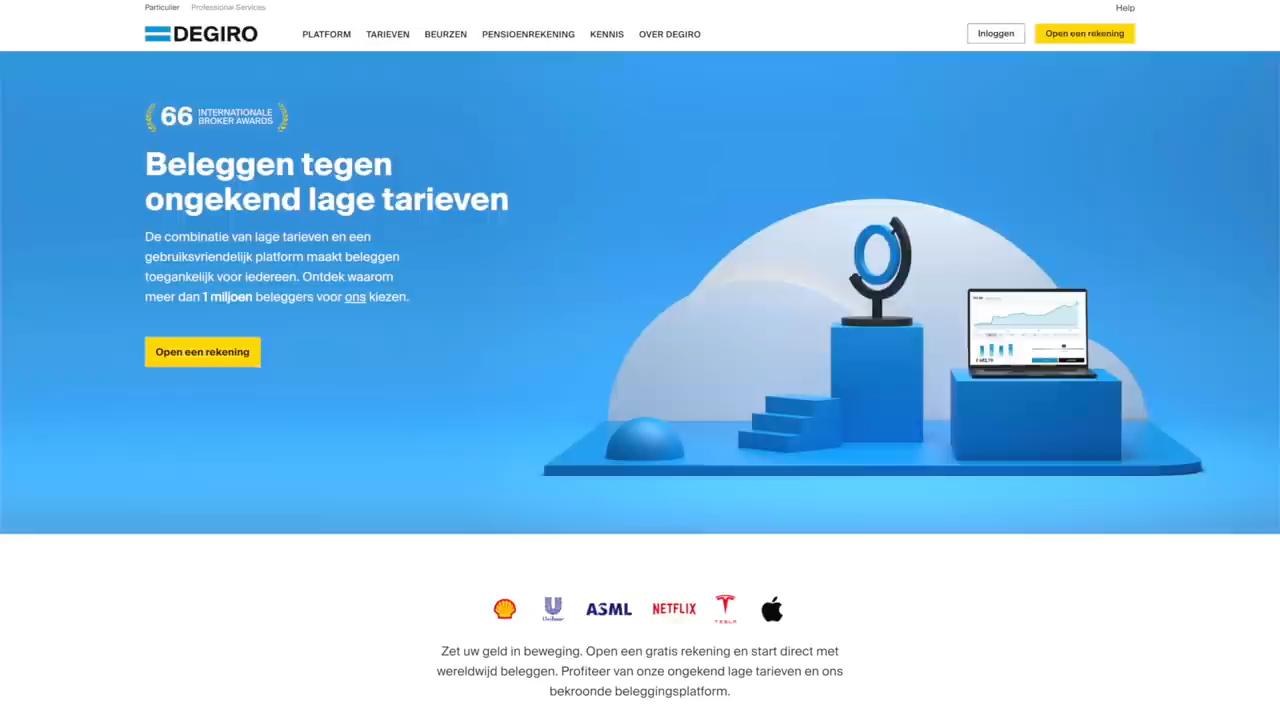 Particulier Professional Services
Help
DEGIRO
PLATFORM TARIEVEN BEURZEN PENSIOENREKENING KENNIS OVER DEGIRO
Inloggen
Open een rekening
66 INTERNATIONALE
BROKER AWARDS
Beleggen tegen
ongekend lage tarieven
De combinatie van lage tarieven en een
gebruiksvriendelijk platform maakt beleggen
toegankelijk voor iedereen. Ontdek waarom
meer dan 1 miljoen beleggers voor ons kiezen.
Open een rekening
Unilever
ASML
NETFLIX
TESLA
Zet uw geld in beweging. Open een gratis rekening en start direct met
wereldwijd beleggen. Profiteer van onze ongekend lage tarieven en ons
bekroonde beleggingsplatform.